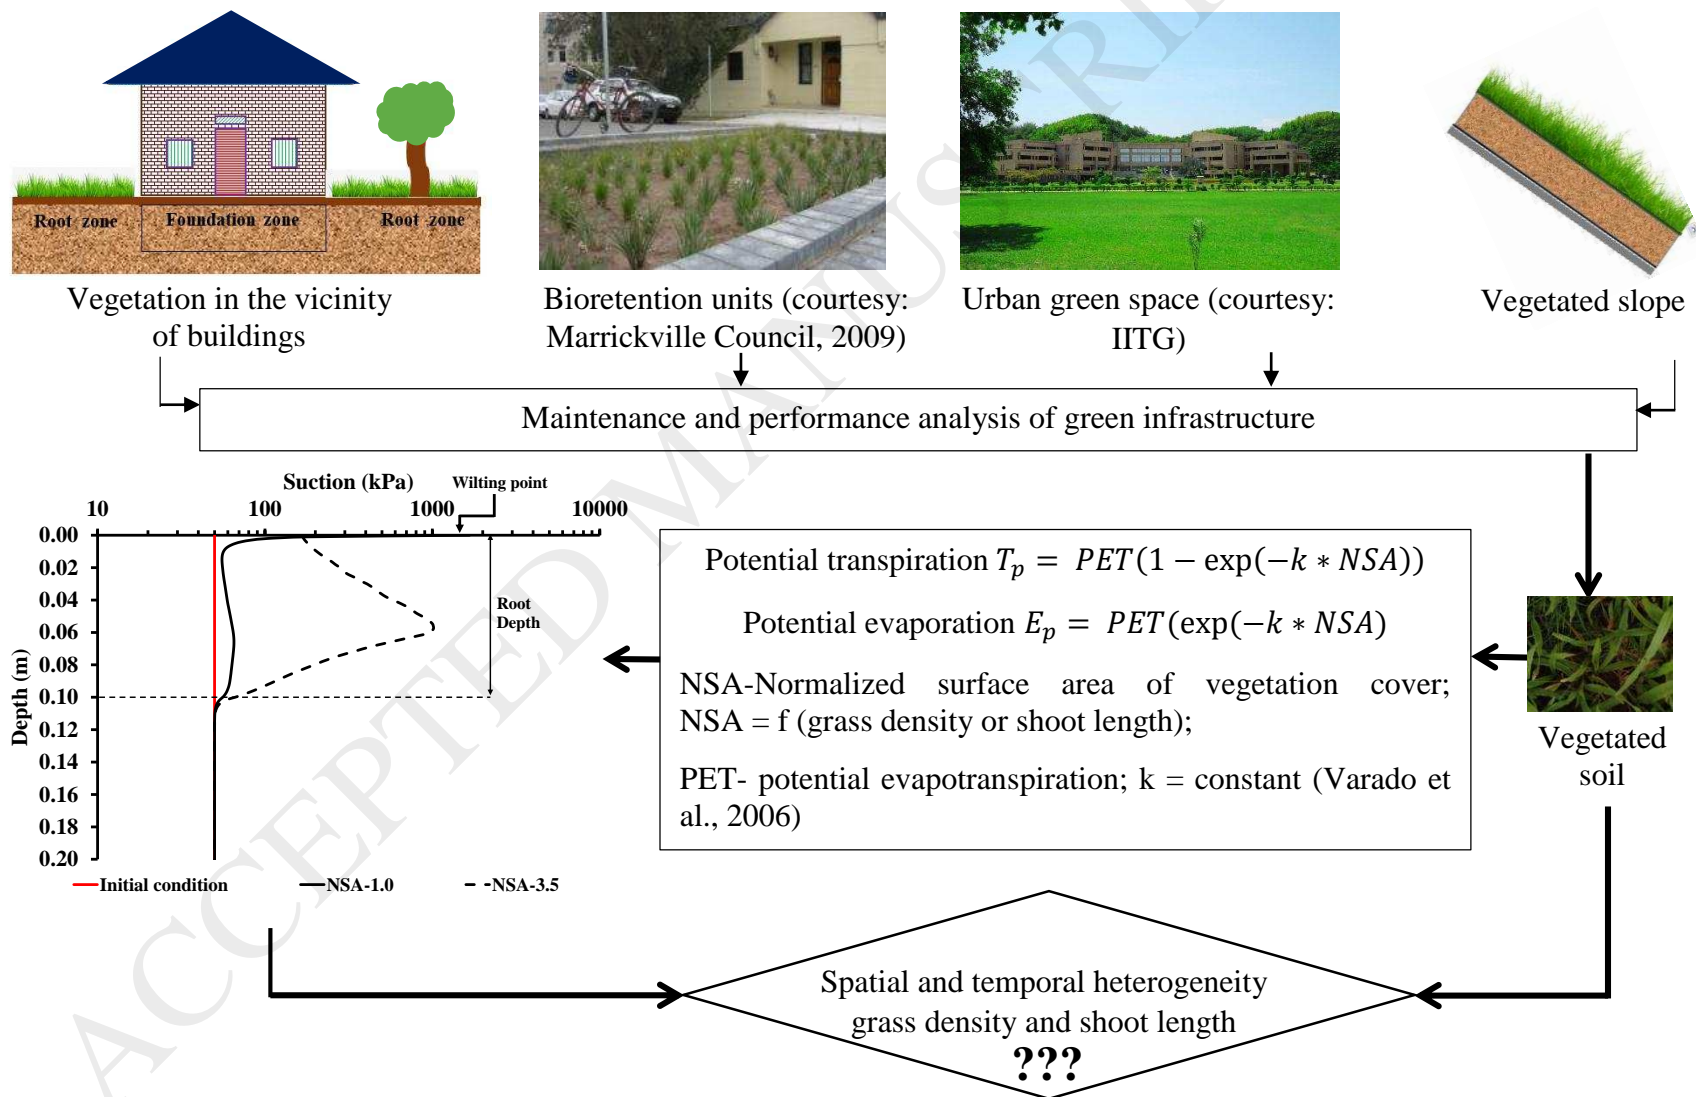 Root zone
Foundation zone
Root zone
Vegetation in the vicinity
of buildings
Bioretention units (courtesy:
Marrickville Council, 2009)
Urban green space (courtesy:
IITG)
Vegetated slope
Maintenance and performance analysis of green infrastructure
Suction (kPa)
Wilting point
10 100 1000 10000
0.00
0.02
0.04
0.06
0.08
0.10
0.12
0.14
0.16
0.18
0.20
Depth (m)
Root
Depth
Initial condition NSA-1.0 NSA-3.5
Potential transpiration T_p = PET(1 − exp(−k ∗ NSA))
Potential evaporation E_p = PET(exp(−k ∗ NSA)
NSA-Normalized surface area of vegetation cover;
NSA = f (grass density or shoot length);
PET- potential evapotranspiration; k = constant (Varado et
al., 2006)
Vegetated
soil
Spatial and temporal heterogeneity
grass density and shoot length
???
ACCEPTED MANUSCRI